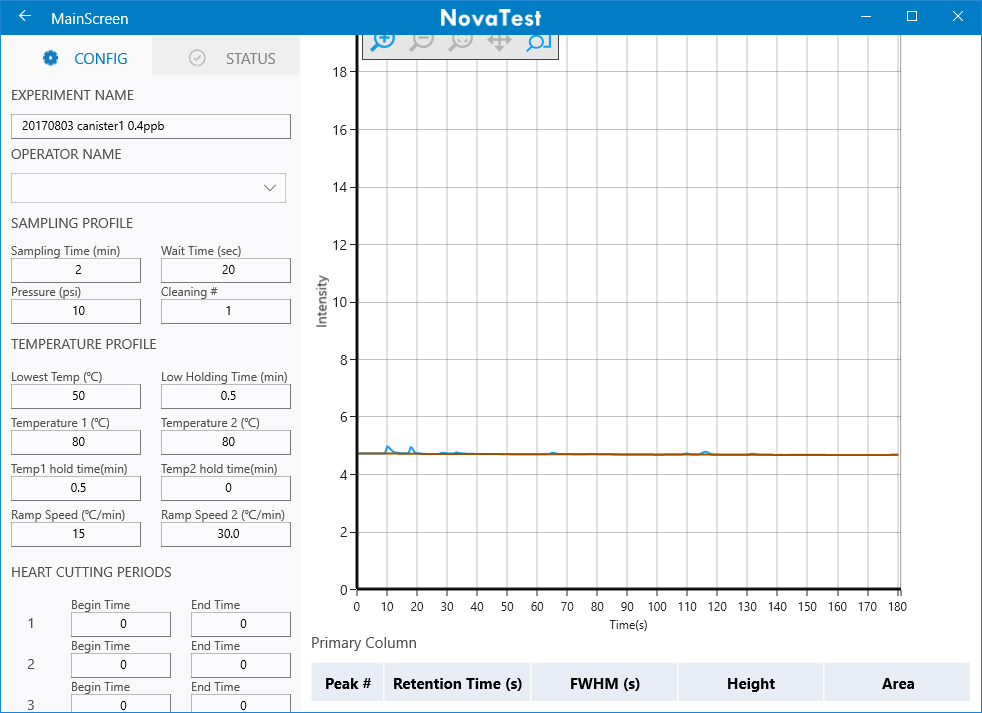 MainScreen
NovaTest
CONFIG
STATUS
EXPERIMENT NAME
20170803 canister1 0.4ppb
OPERATOR NAME
SAMPLING PROFILE
Sampling Time (min) Wait Time (sec)
2 20
Pressure (psi) Cleaning #
10 1
TEMPERATURE PROFILE
Lowest Temp (℃) Low Holding Time (min)
50 0.5
Temperature 1 (℃) Temperature 2 (℃)
80 80
Temp1 hold time(min) Temp2 hold time(min)
0.5 0
Ramp Speed (℃/min) Ramp Speed 2 (℃/min)
15 30.0
HEART CUTTING PERIODS
Begin Time End Time
1 0 0
Begin Time End Time
2 0 0
Begin Time End Time
3 0 0
18
16
14
12
10
8
6
4
2
0
Intensity
0 10 20 30 40 50 60 70 80 90 100 110 120 130 140 150 160 170 180
Time(s)
Primary Column
Peak # Retention Time (s) FWHM (s) Height Area